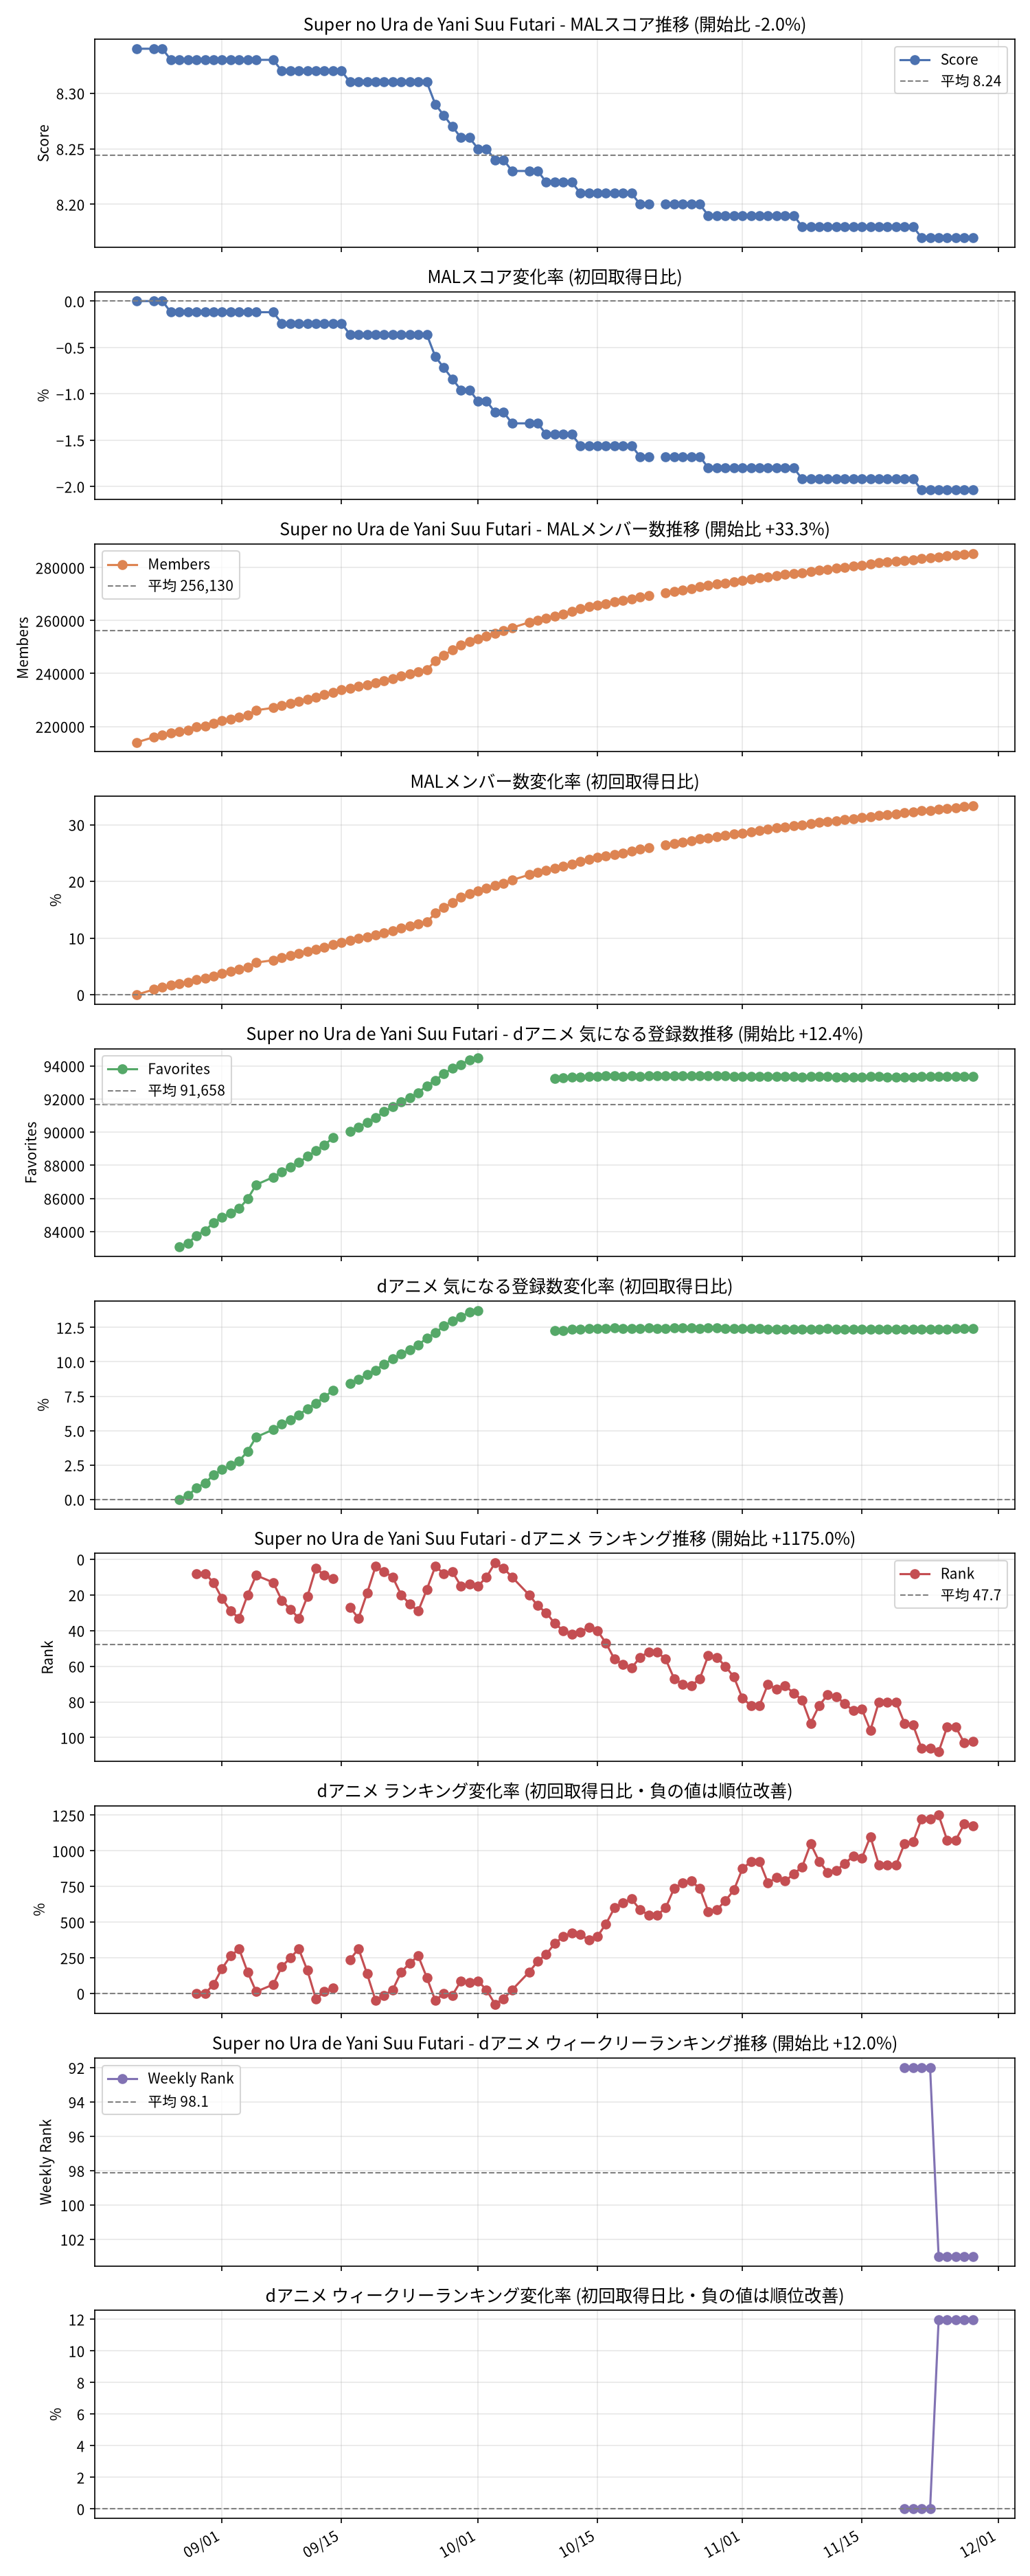 Super no Ura de Yani Suu Futari - MALスコア推移 (開始比 -2.0%)
Score
平均 8.24
8.30
8.25
8.20
Score
MALスコア変化率 (初回取得日比)
0.0
−0.5
−1.0
−1.5
−2.0
%
Super no Ura de Yani Suu Futari - MALメンバー数推移 (開始比 +33.3%)
Members
平均 256,130
280000
260000
240000
220000
Members
MALメンバー数変化率 (初回取得日比)
30
20
10
0
%
Super no Ura de Yani Suu Futari - dアニメ 気になる登録数推移 (開始比 +12.4%)
Favorites
平均 91,658
94000
92000
90000
88000
86000
84000
Favorites
dアニメ 気になる登録数変化率 (初回取得日比)
12.5
10.0
7.5
5.0
2.5
0.0
%
Super no Ura de Yani Suu Futari - dアニメ ランキング推移 (開始比 +1175.0%)
Rank
平均 47.7
0
20
40
60
80
100
Rank
dアニメ ランキング変化率 (初回取得日比・負の値は順位改善)
1250
1000
750
500
250
0
%
Super no Ura de Yani Suu Futari - dアニメ ウィークリーランキング推移 (開始比 +12.0%)
Weekly Rank
平均 98.1
92
94
96
98
100
102
Weekly Rank
dアニメ ウィークリーランキング変化率 (初回取得日比・負の値は順位改善)
12
10
8
6
4
2
0
%
09/01
09/15
10/01
10/15
11/01
11/15
12/01